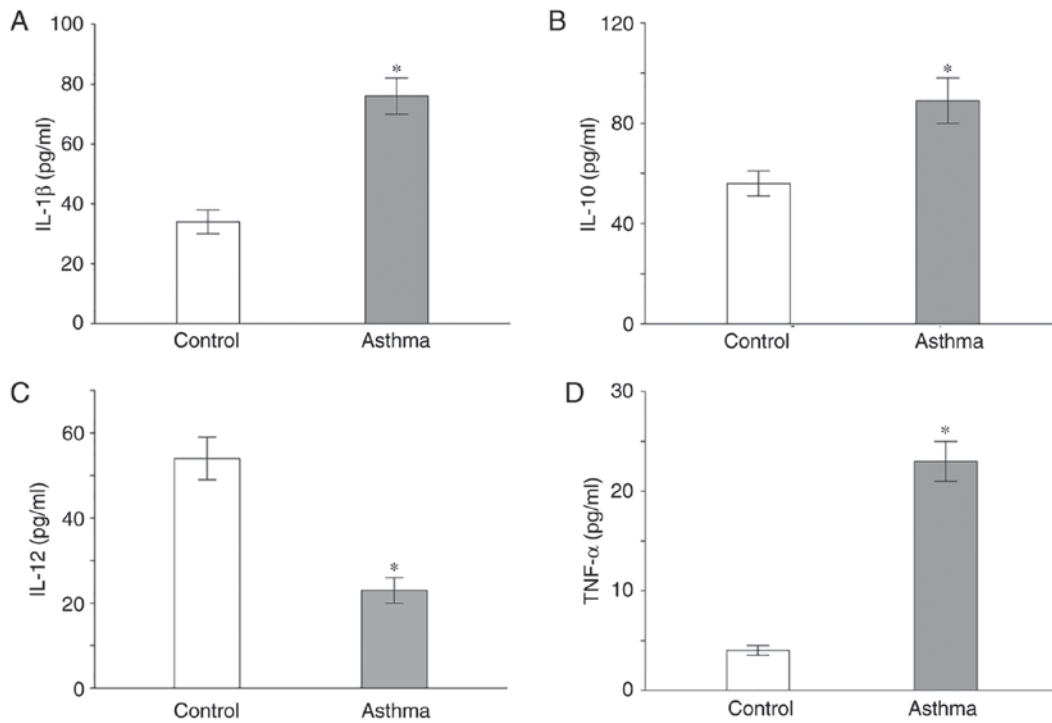 A
IL-1β (pg/ml)
100
80
60
40
20
0
*
Control Asthma
B
IL-10 (pg/ml)
120
80
40
0
*
Control Asthma
C
IL-12 (pg/ml)
60
40
20
0
*
Control Asthma
D
TNF-α (pg/ml)
30
20
10
0
*
Control Asthma